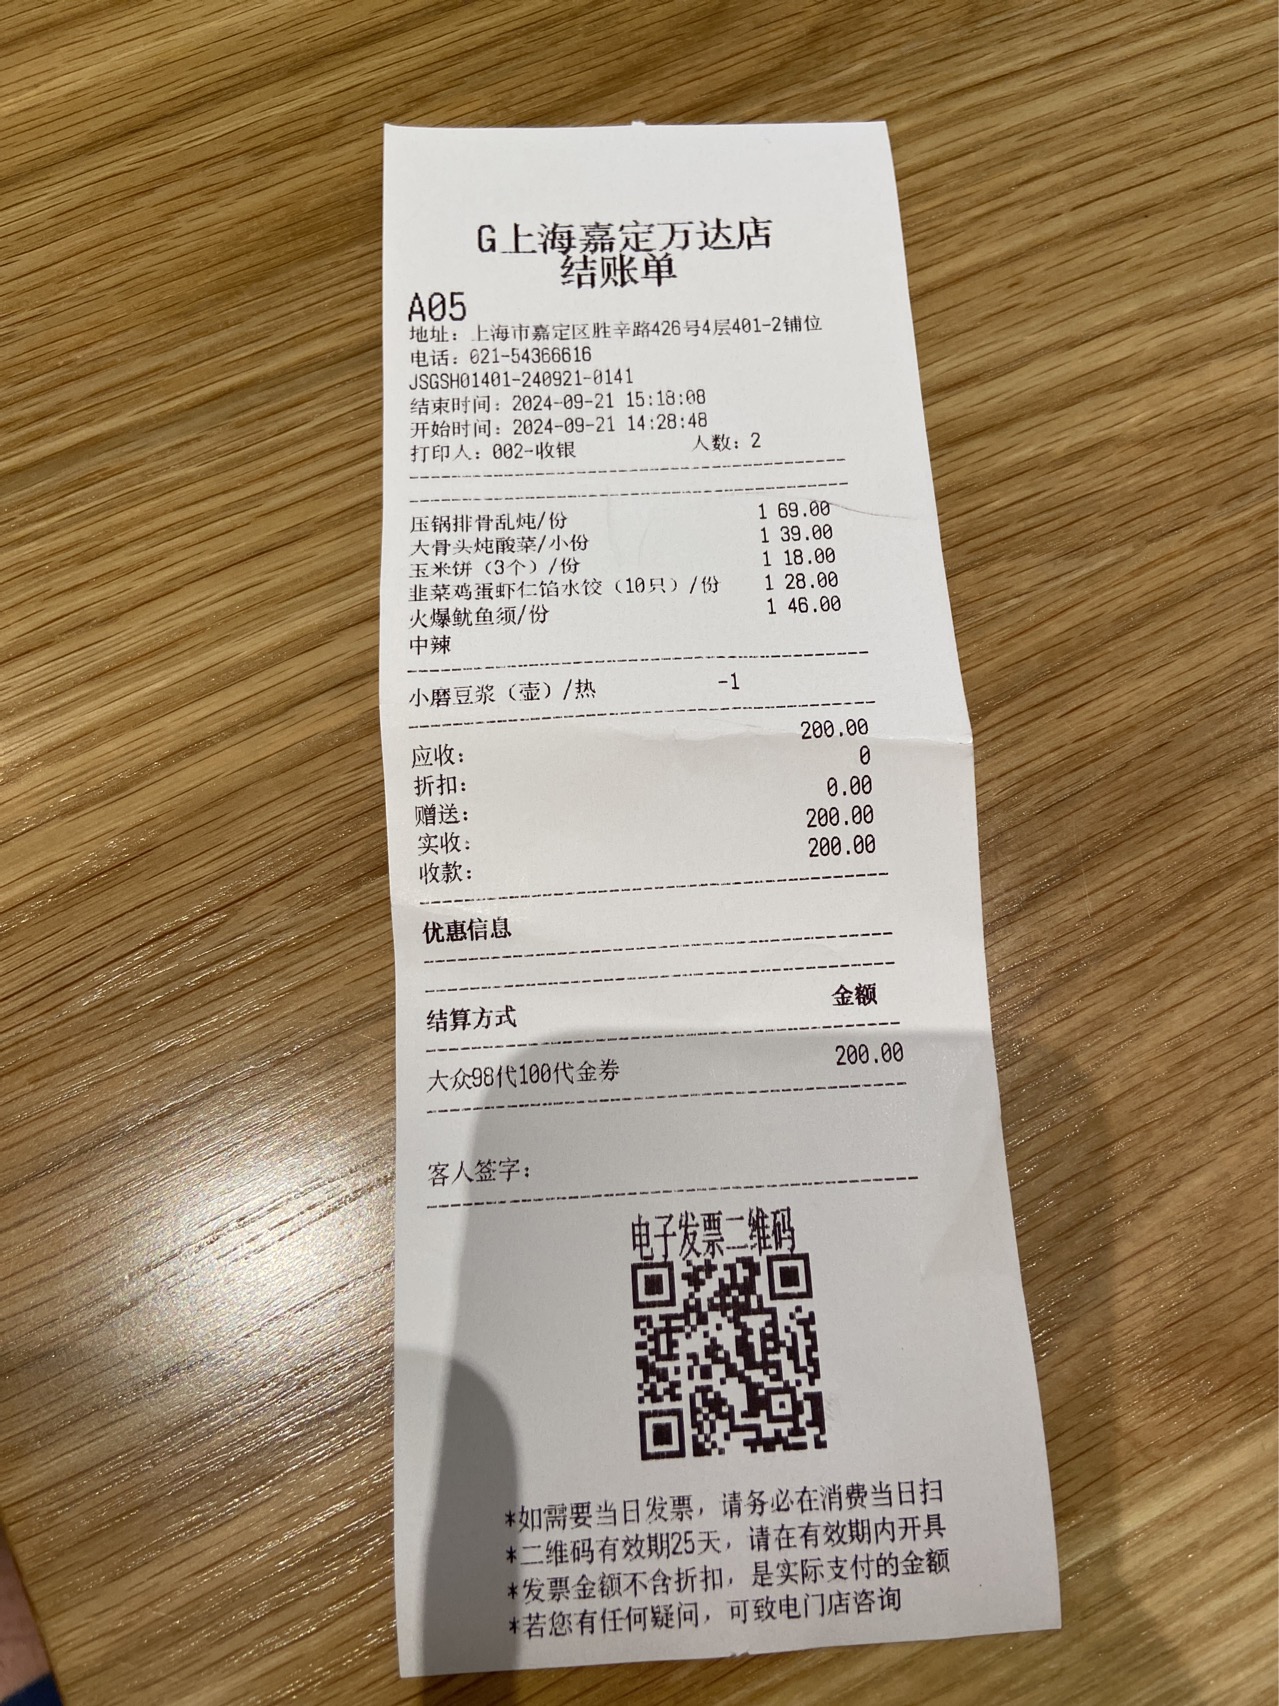 G上海嘉定万达店
结账单
A05
地址：上海市嘉定区胜辛路426号4层401-2铺位
电话：021-54366616
JSGSH01401-240921-0141
结束时间：2024-09-21 15:18:08
开始时间：2024-09-21 14:28:48
打印人：002-收银 人数：2
压锅排骨乱炖/份 1 69.00
大骨头炖酸菜/小份 1 39.00
玉米饼（3个）/份 1 18.00
韭菜鸡蛋虾仁馅水饺（10只）/份 1 28.00
火爆鱿鱼须/份 1 46.00
中辣
小磨豆浆（壶）/热 -1
应收： 200.00
折扣： 0
赠送： 0.00
实收： 200.00
收款： 200.00
优惠信息
结算方式 金额
大众98代100代金券 200.00
客人签字：
电子发票二维码
*如需要当日发票，请务必在消费当日扫
*二维码有效期25天，请在有效期内开具
*发票金额不含折扣，是实际支付的金额
*若您有任何疑问，可致电门店咨询